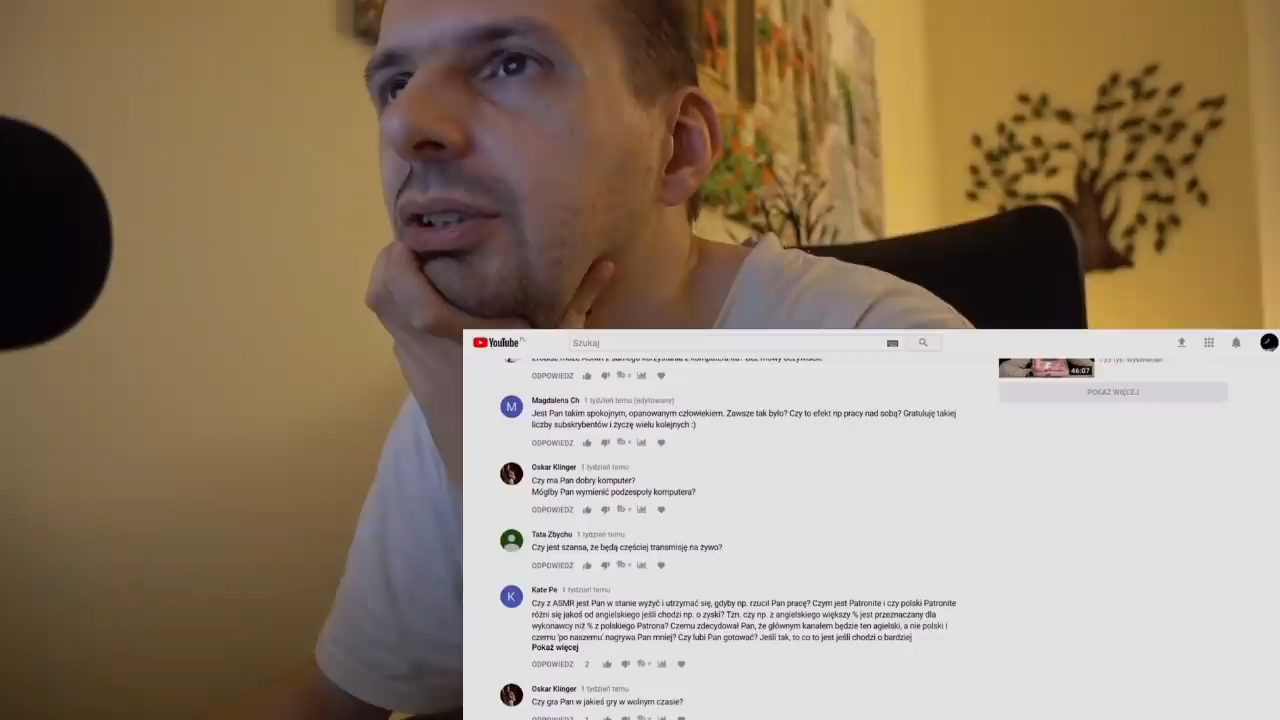 YouTube PL
Szukaj
46:07
POKAŻ WIĘCEJ
ODPOWIEDZ
M
Magdalena Ch 1 tydzień temu (edytowany)
Jest Pan takim spokojnym, opanowanym człowiekiem. Zawsze tak było? Czy to efekt np pracy nad sobą? Gratuluję takiej
liczby subskrybentów i życzę wielu kolejnych :)
ODPOWIEDZ
Oskar Klinger 1 tydzień temu
Czy ma Pan dobry komputer?
Mógłby Pan wymienić podzespoły komputera?
ODPOWIEDZ
Tata Zbychu 1 tydzień temu
Czy jest szansa, że będą częściej transmisję na żywo?
ODPOWIEDZ
K
Kate Pe 1 tydzień temu
Czy z ASMR jest Pan w stanie wyżyć i utrzymać się, gdyby np. rzucił Pan pracę? Czym jest Patronite i czy polski Patronite
różni się jakoś od angielskiego jeśli chodzi np. o zyski? Tzn. czy np. z angielskiego większy % jest przeznaczany dla
wykonawcy niż % z polskiego Patrona? Czemu zdecydował Pan, że głównym kanałem będzie ten agielski, a nie polski i
czemu 'po naszemu' nagrywa Pan mniej? Czy lubi Pan gotować? Jeśli tak, to co to jest jeśli chodzi o bardziej
Pokaż więcej
ODPOWIEDZ 2
Oskar Klinger 1 tydzień temu
Czy gra Pan w jakieś gry w wolnym czasie?
ODPOWIEDZ 1